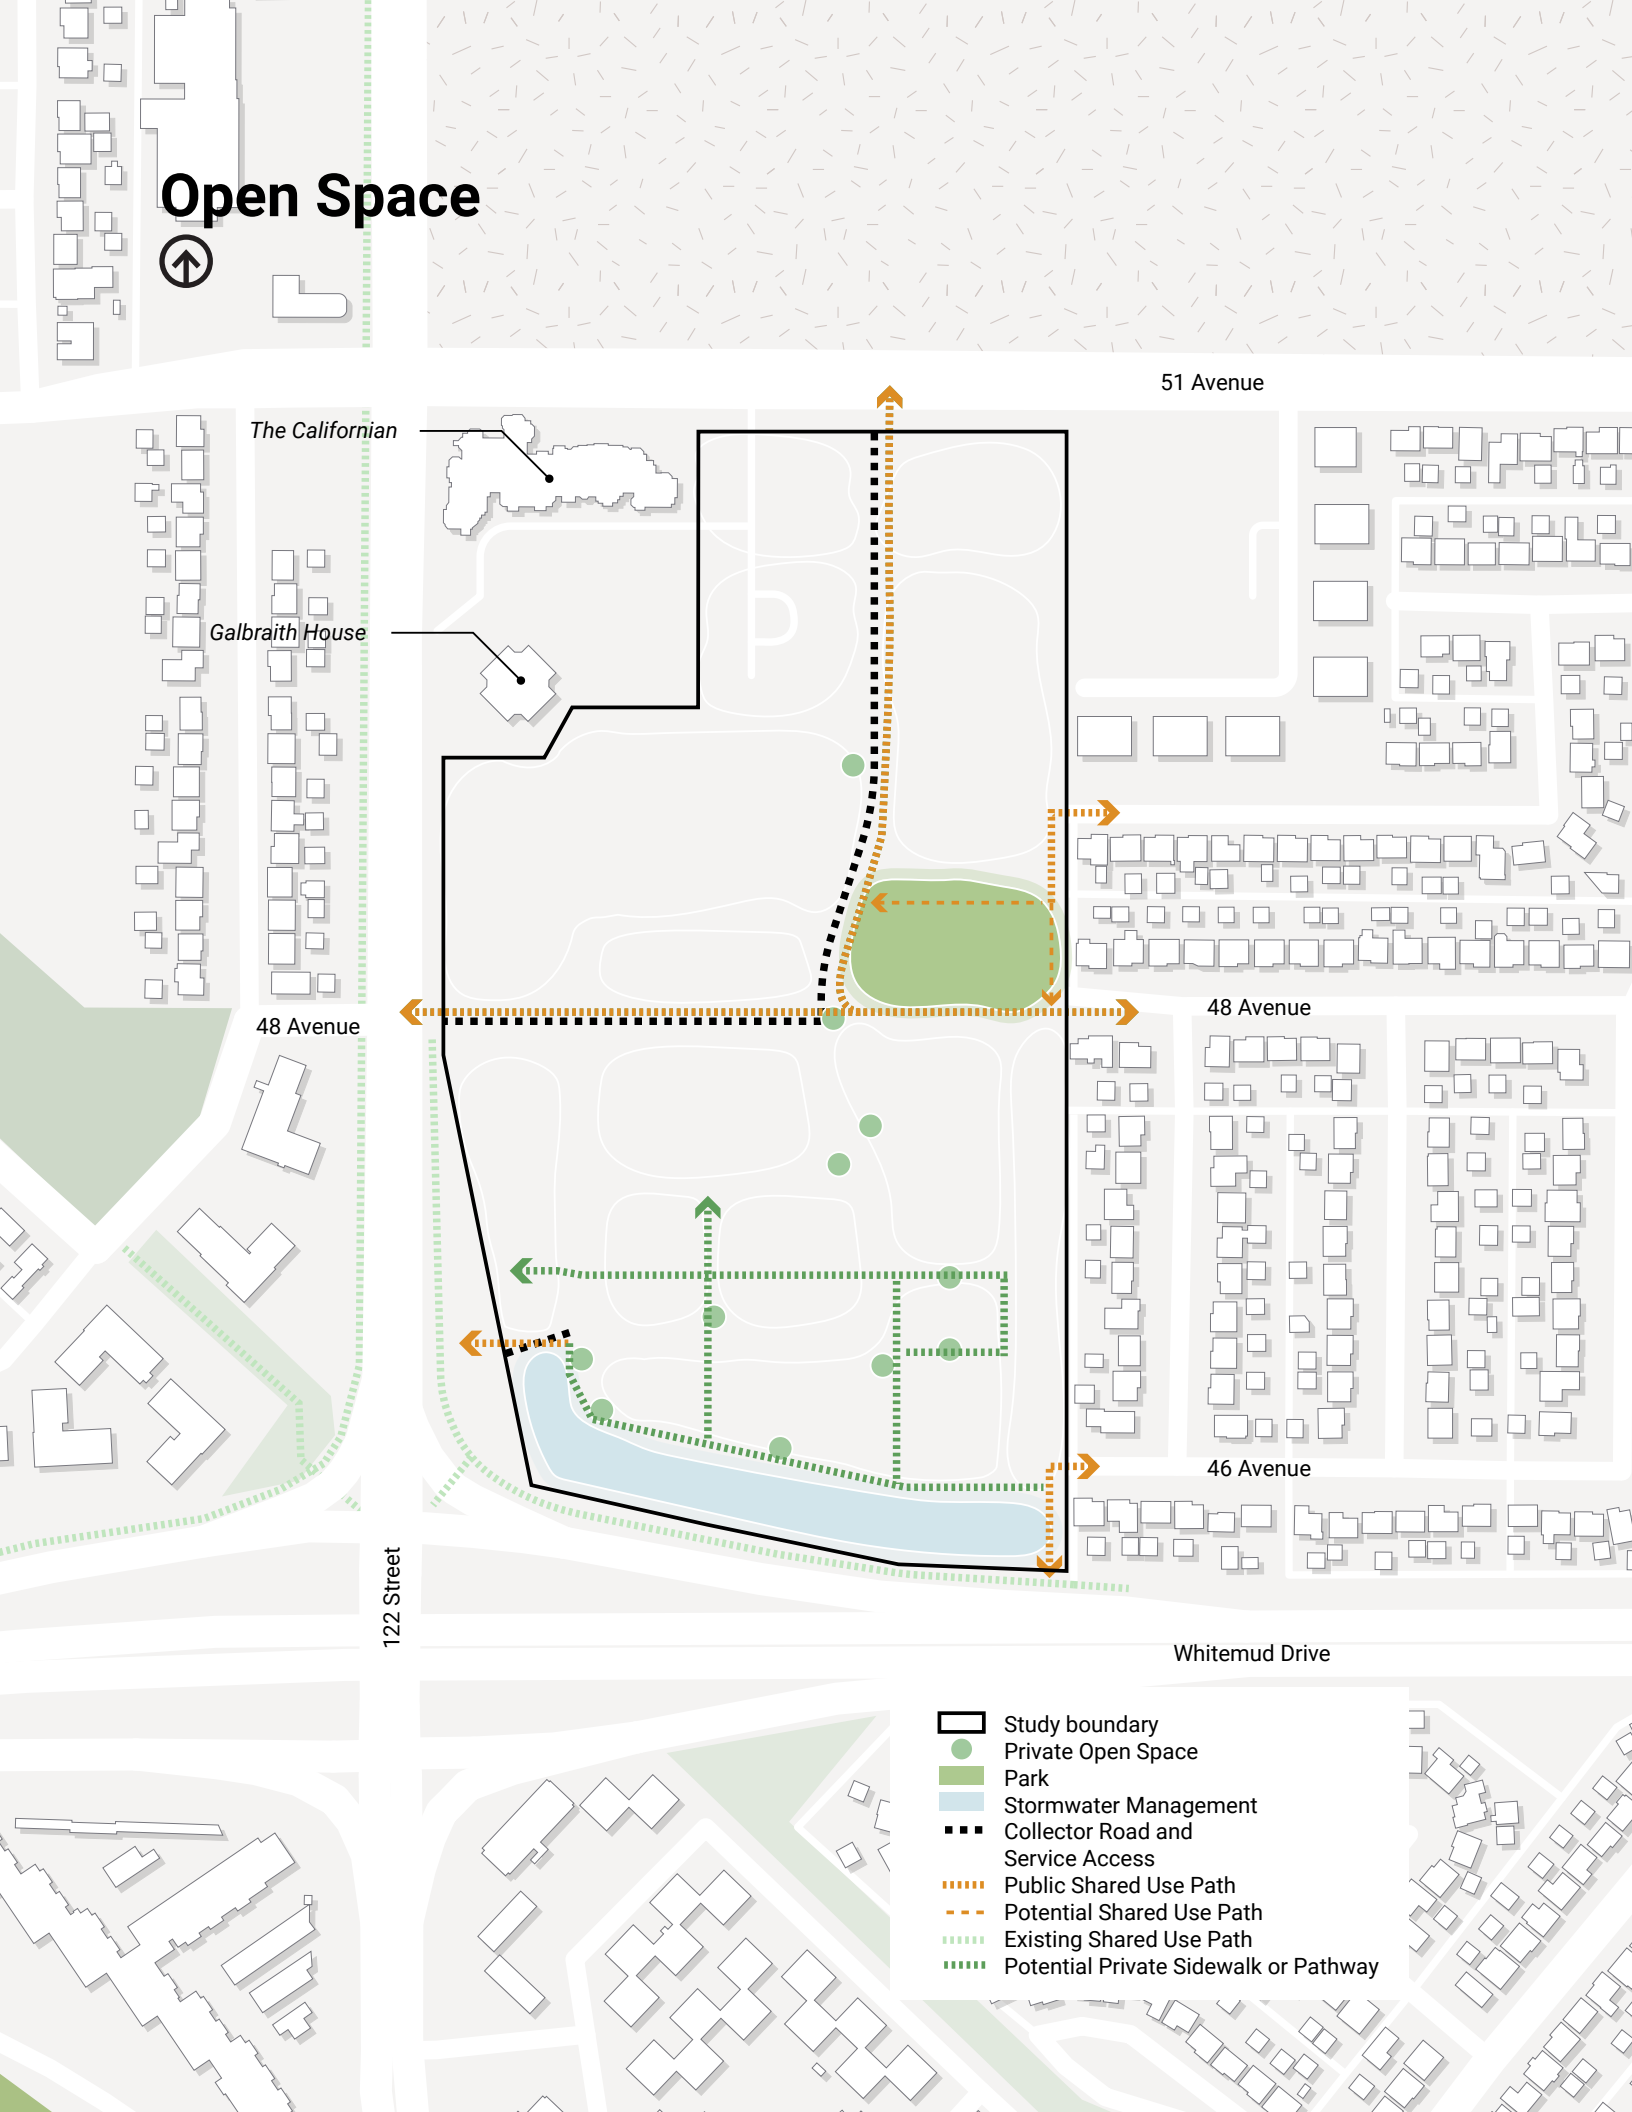 Open Space
51 Avenue
The Californian
Galbraith House
48 Avenue
48 Avenue
46 Avenue
122 Street
Whitemud Drive
Study boundary
Private Open Space
Park
Stormwater Management
Collector Road and
Service Access
Public Shared Use Path
Potential Shared Use Path
Existing Shared Use Path
Potential Private Sidewalk or Pathway